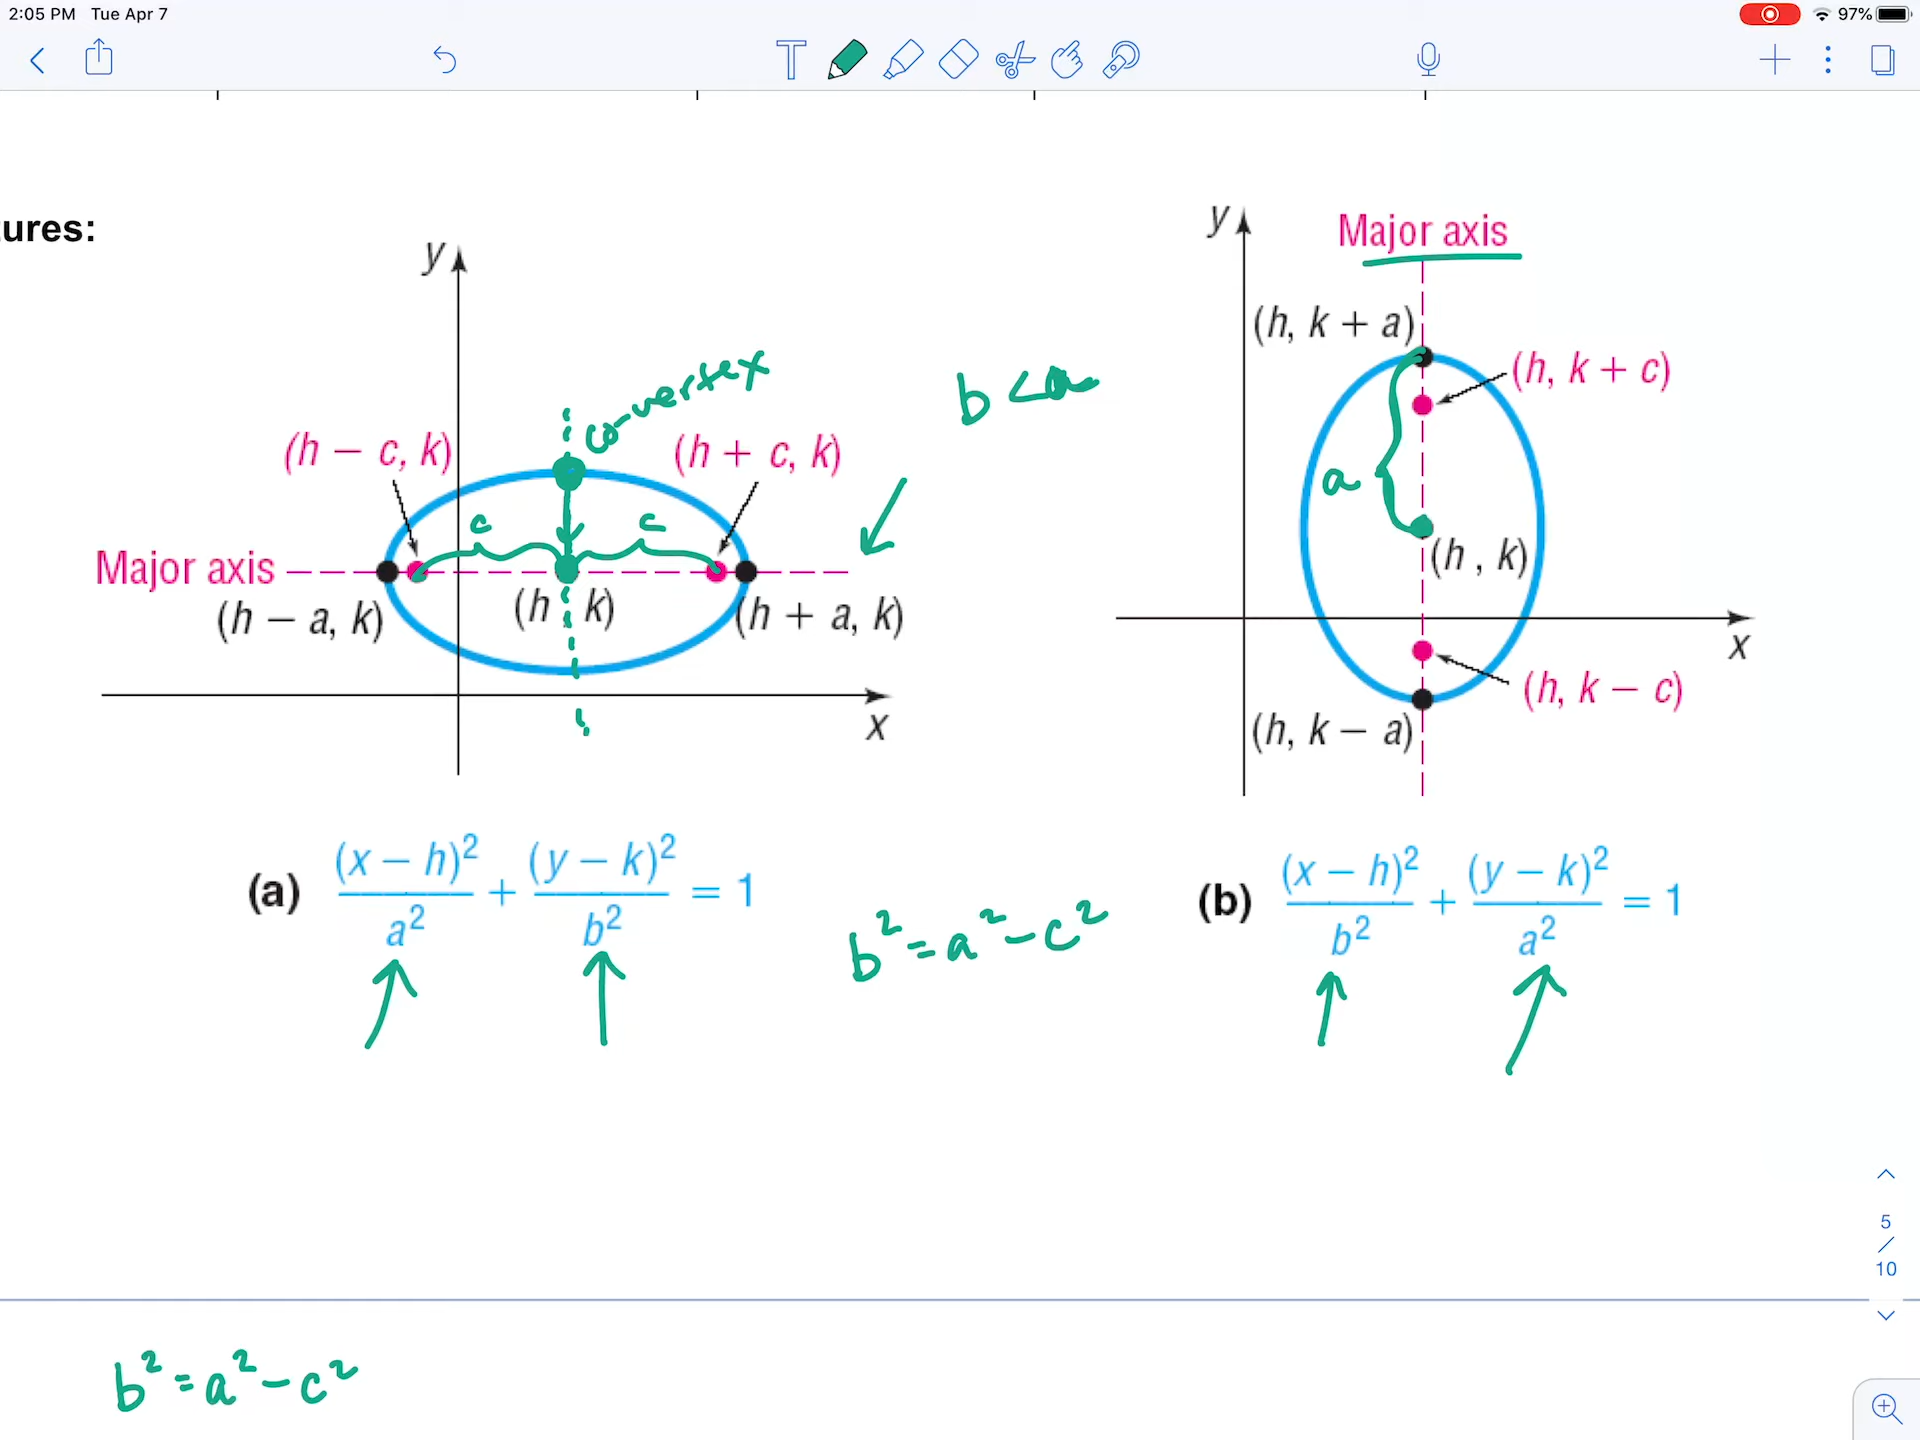 2:05 PM Tue Apr 7
97%
T
ures:
y
co-vertex
b < a
(h − c, k)
(h + c, k)
c
c
Major axis
(h − a, k)
(h k)
(h + a, k)
x
y
Major axis
(h, k + a)
(h, k + c)
a
(h , k)
x
(h, k − c)
(h, k − a)
(a) (x − h)²/a² + (y − k)²/b² = 1
b² = a² − c²
(b) (x − h)²/b² + (y − k)²/a² = 1
5
/
10
b² = a² − c²